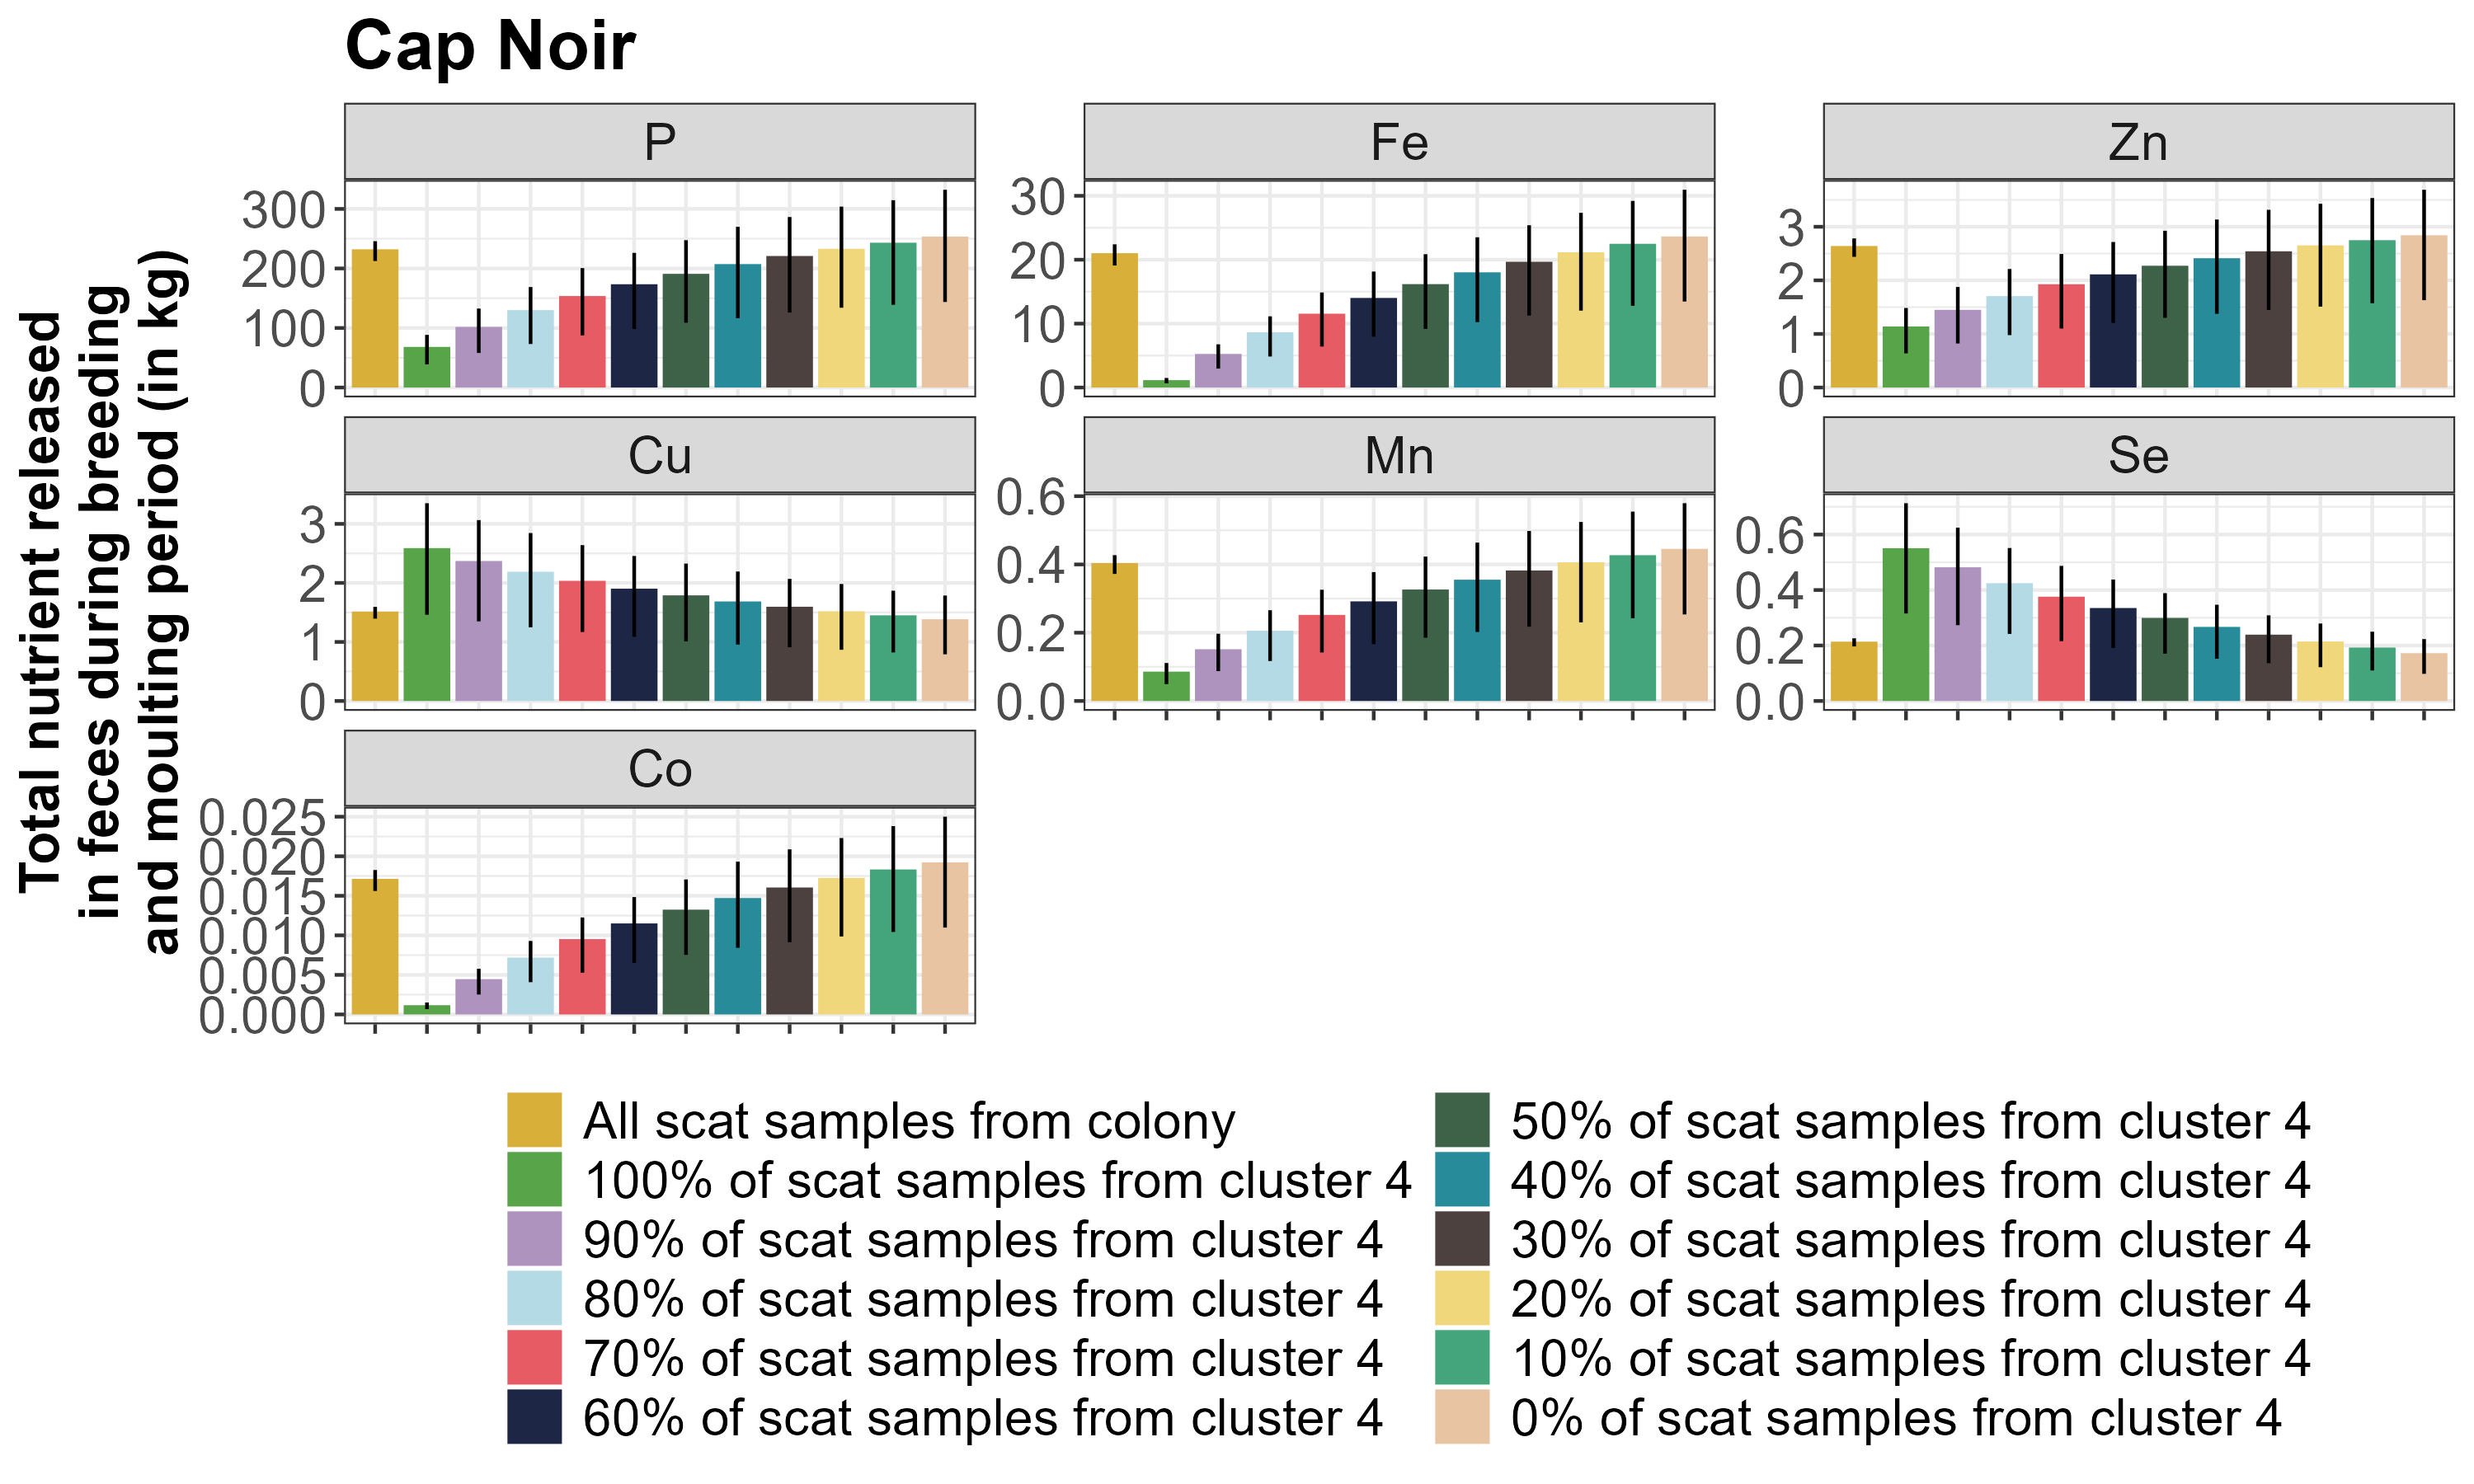 Cap Noir
Total nutrient released
in feces during breeding
and moulting period (in kg)
P
300
200
100
0
Fe
30
20
10
0
Zn
3
2
1
0
Cu
3
2
1
0
Mn
0.6
0.4
0.2
0.0
Se
0.6
0.4
0.2
0.0
Co
0.025
0.020
0.015
0.010
0.005
0.000
All scat samples from colony
100% of scat samples from cluster 4
90% of scat samples from cluster 4
80% of scat samples from cluster 4
70% of scat samples from cluster 4
60% of scat samples from cluster 4
50% of scat samples from cluster 4
40% of scat samples from cluster 4
30% of scat samples from cluster 4
20% of scat samples from cluster 4
10% of scat samples from cluster 4
0% of scat samples from cluster 4